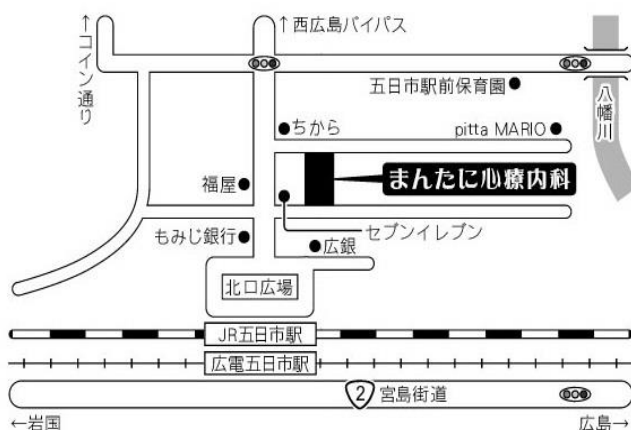 ↑西広島バイパス
←コイン通り
五日市駅前保育園
八幡川
ちから
pitta MARIO
福屋
まんたに心療内科
セブンイレブン
もみじ銀行
広銀
北口広場
JR五日市駅
広電五日市駅
2 宮島街道
←岩国
広島→